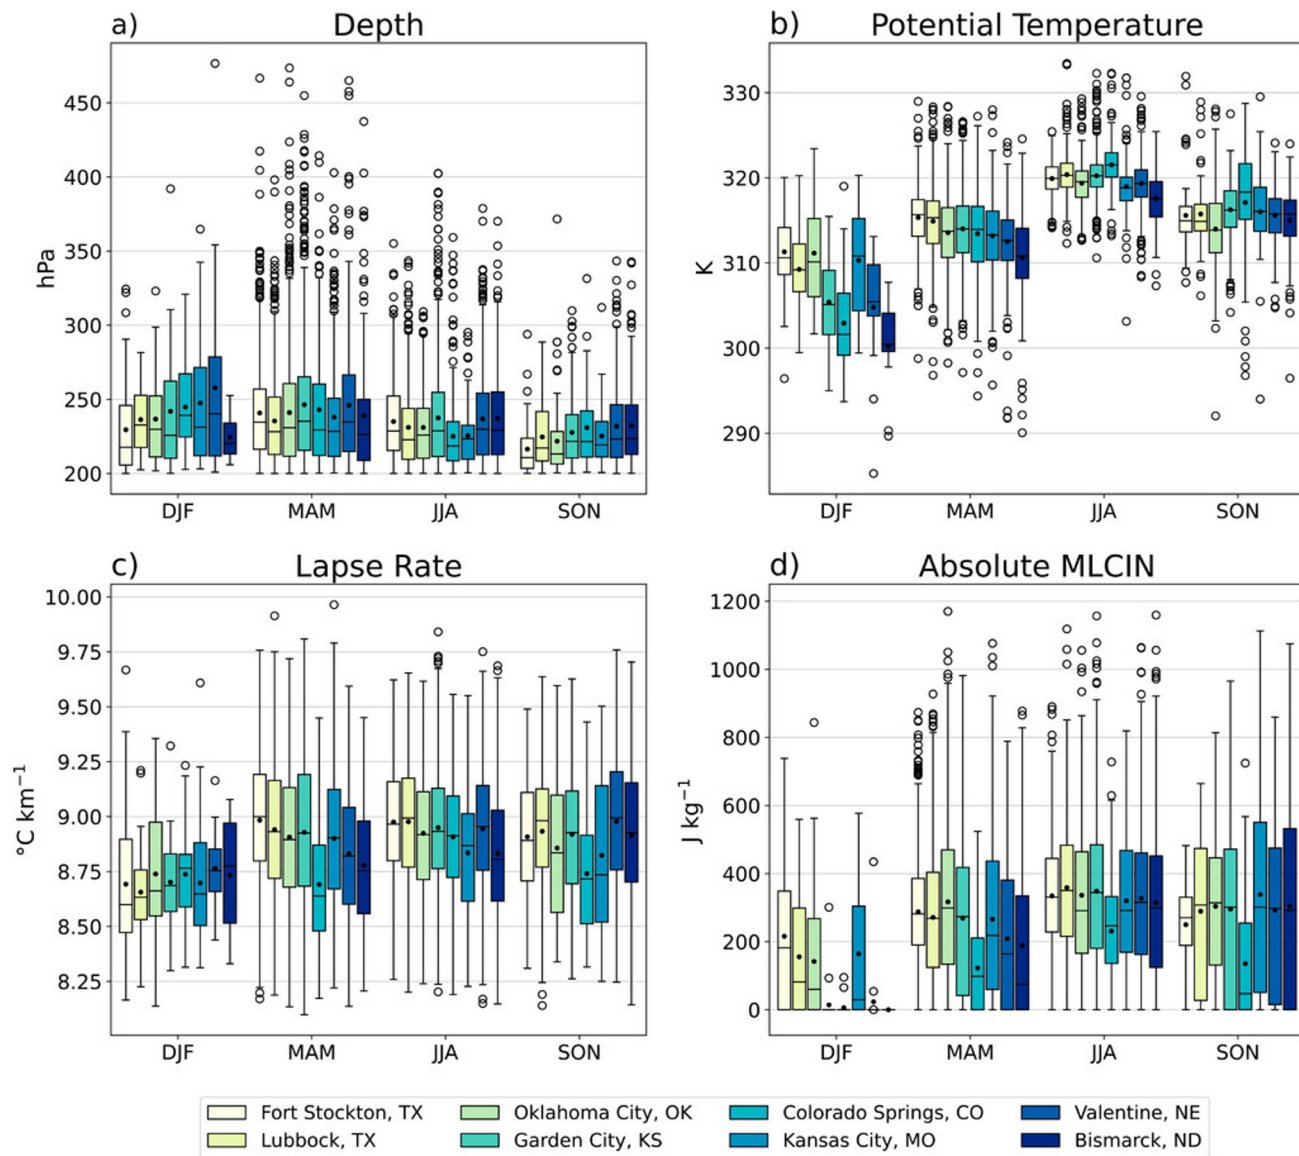 a) Depth
b) Potential Temperature
450
400
350
300
250
200
hPa
DJF MAM JJA SON
330
320
310
300
290
K
DJF MAM JJA SON
c) Lapse Rate
d) Absolute MLCIN
10.00
9.75
9.50
9.25
9.00
8.75
8.50
8.25
°C km⁻¹
DJF MAM JJA SON
1200
1000
800
600
400
200
0
J kg⁻¹
DJF MAM JJA SON
Fort Stockton, TX Oklahoma City, OK Colorado Springs, CO Valentine, NE
Lubbock, TX Garden City, KS Kansas City, MO Bismarck, ND